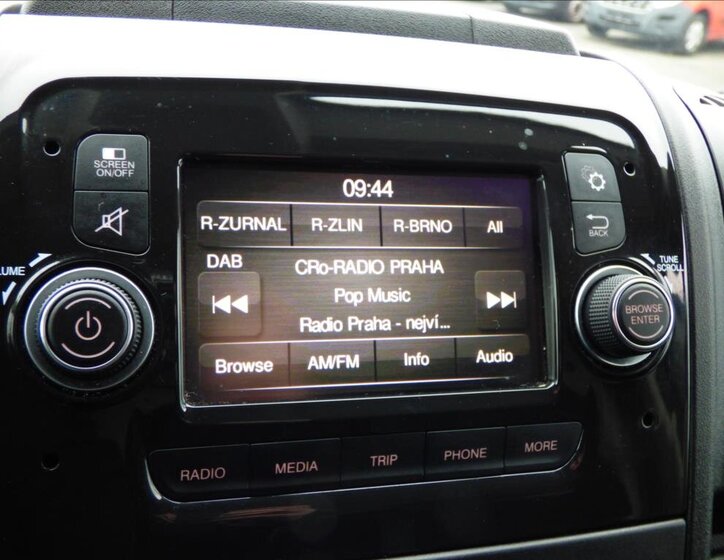 SCREEN
ON/OFF
09:44
R-ZURNAL R-ZLIN R-BRNO All
DAB CRo-RADIO PRAHA
Pop Music
Radio Praha - nejví...
Browse AM/FM Info Audio
BACK
LUME
TUNE
SCROLL
BROWSE
ENTER
RADIO MEDIA TRIP PHONE MORE